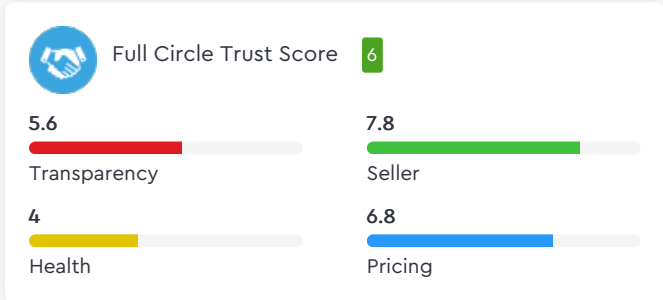 Full Circle Trust Score 6
5.6
Transparency
7.8
Seller
4
Health
6.8
Pricing